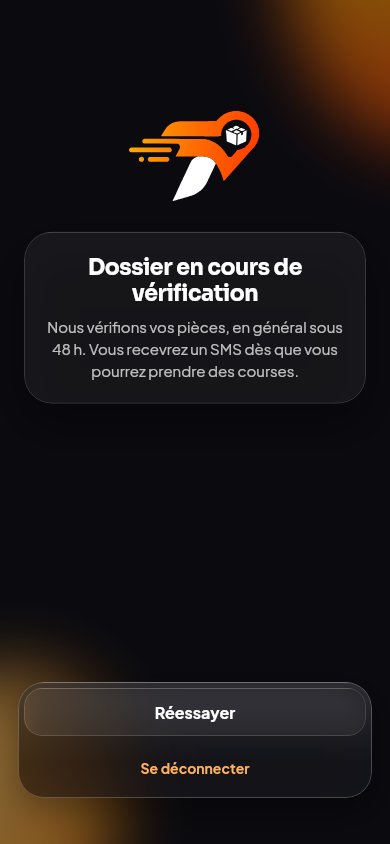 Dossier en cours de
vérification
Nous vérifions vos pièces, en général sous
48 h. Vous recevrez un SMS dès que vous
pourrez prendre des courses.
Réessayer
Se déconnecter